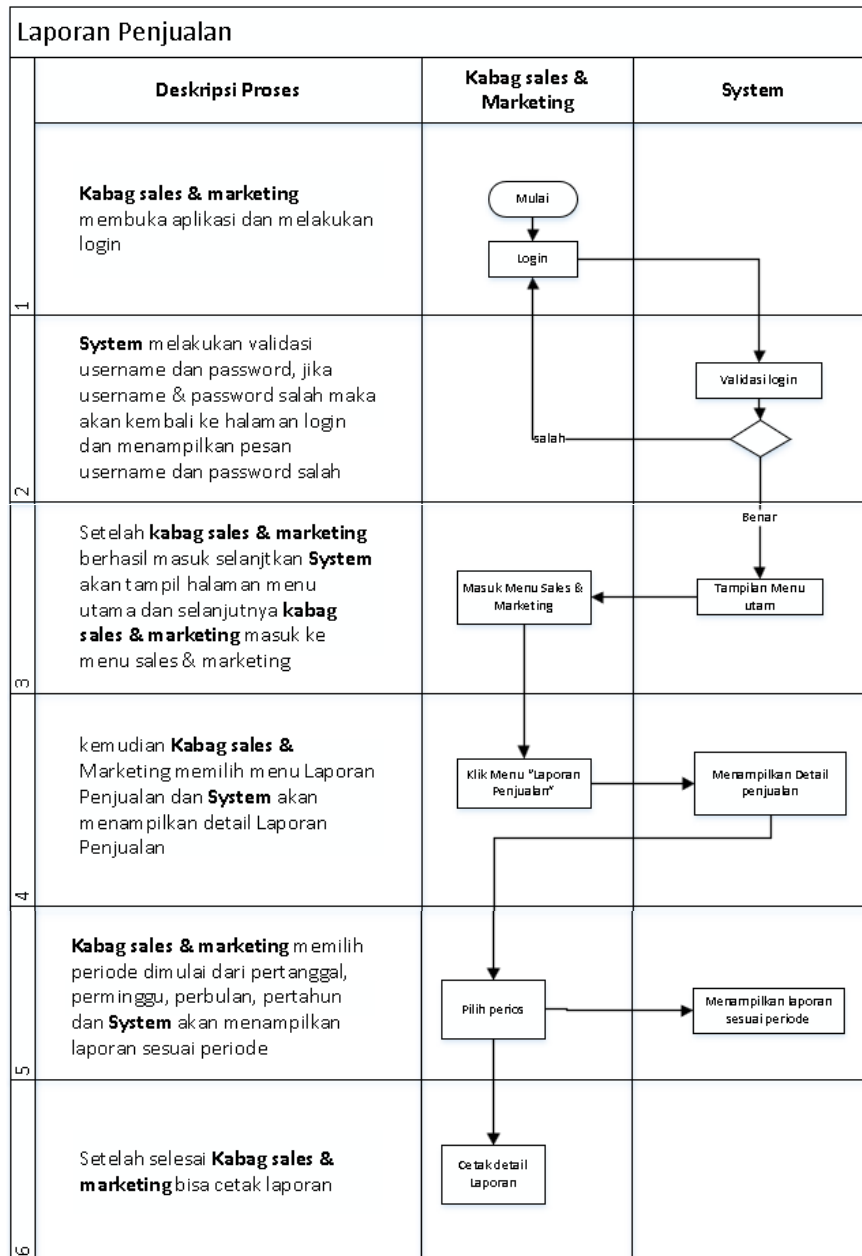 Laporan Penjualan
Deskripsi Proses
Kabag sales &
Marketing
System
1
Kabag sales & marketing
membuka aplikasi dan melakukan
login
Mulai
Login
2
System melakukan validasi
username dan password, jika
username & password salah maka
akan kembali ke halaman login
dan menampilkan pesan
username dan password salah
salah
Validasi login
3
Setelah kabag sales & marketing
berhasil masuk selanjtkan System
akan tampil halaman menu
utama dan selanjutnya kabag
sales & marketing masuk ke
menu sales & marketing
Masuk Menu Sales &
Marketing
Benar
Tampilan Menu
utam
4
kemudian Kabag sales &
Marketing memilih menu Laporan
Penjualan dan System akan
menampilkan detail Laporan
Penjualan
Klik Menu "Laporan
Penjualan"
Menampilkan Detail
penjualan
5
Kabag sales & marketing memilih
periode dimulai dari pertanggal,
perminggu, perbulan, pertahun
dan System akan menampilkan
laporan sesuai periode
Pilih perios
Menampilkan laporan
sesuai periode
6
Setelah selesai Kabag sales &
marketing bisa cetak laporan
Cetak detail
Laporan